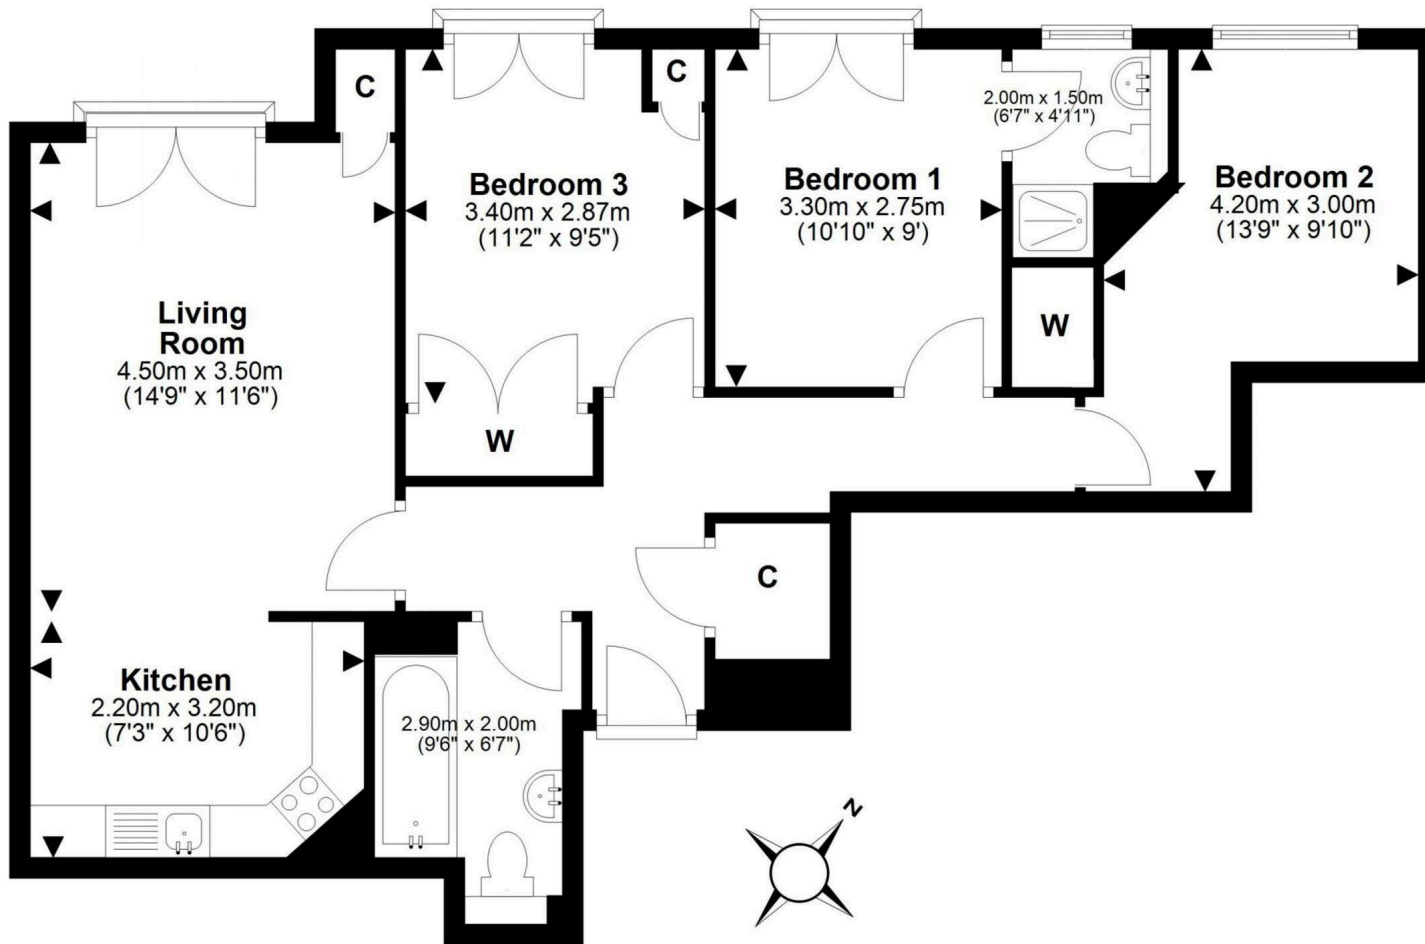 C
C
2.00m x 1.50m
(6'7" x 4'11")
Bedroom 3
3.40m x 2.87m
(11'2" x 9'5")
Bedroom 1
3.30m x 2.75m
(10'10" x 9')
Bedroom 2
4.20m x 3.00m
(13'9" x 9'10")
Living
Room
4.50m x 3.50m
(14'9" x 11'6")
W
W
C
Kitchen
2.20m x 3.20m
(7'3" x 10'6")
2.90m x 2.00m
(9'6" x 6'7")
N